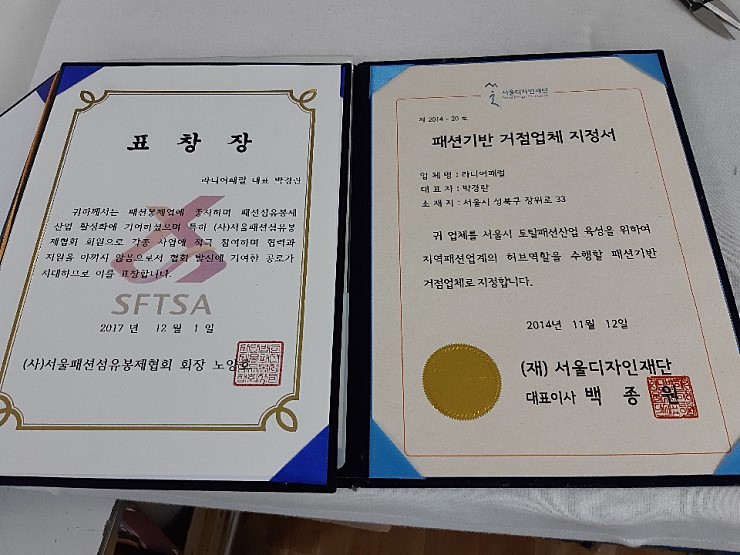 표 창 장
라니어패럴 대표 박경란
귀하께서는 패션봉제업에 종사하며 패션섬유봉제
산업 활성화에 기여하셨으며 특히 (사)서울패션섬유봉
제협회 회원으로 각종 사업에 적극 참여하며 협력과
지원을 아끼지 않음으로서 협회 발전에 기여한 공로가
지대하므로 이를 표창합니다.
SFTSA
2017 년 12 월 1 일
(사)서울패션섬유봉제협회 회장 노양호
서울디자인재단
제 2014 - 20 호
패션기반 거점업체 지정서
업 체 명 : 라니어패럴
대 표 자 : 박경란
소 재 지 : 서울시 성북구 장위로 33
귀 업체를 서울시 토탈패션산업 육성을 위하여
지역패션업계의 허브역할을 수행할 패션기반
거점업체로 지정합니다.
2014년 11월 12일
(재) 서울디자인재단
대표이사 백 종 원